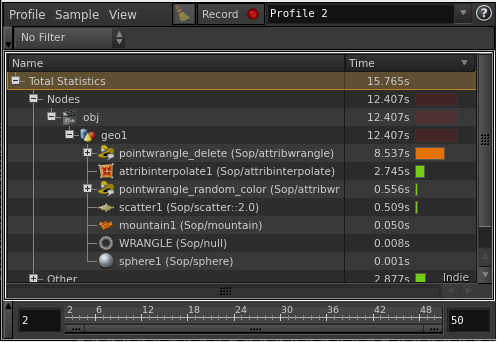 Profile Sample View Record Profile 2 ?
No Filter
Name Time
Total Statistics 15.765s
Nodes 12.407s
obj 12.407s
geo1 12.407s
pointwrangle_delete (Sop/attribwrangle) 8.537s
attribinterpolate1 (Sop/attribinterpolate) 2.745s
pointwrangle_random_color (Sop/attribwr 0.556s
scatter1 (Sop/scatter::2.0) 0.509s
mountain1 (Sop/mountain) 0.050s
WRANGLE (Sop/null) 0.008s
sphere1 (Sop/sphere) 0.001s
Other 2.877s Indie
2 2 6 12 18 24 30 36 42 48 50